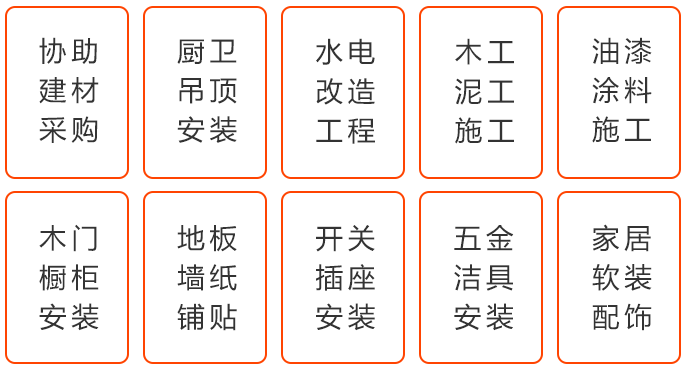 协助
建材
采购
厨卫
吊顶
安装
水电
改造
工程
木工
泥工
施工
油漆
涂料
施工
木门
橱柜
安装
地板
墙纸
铺贴
开关
插座
安装
五金
洁具
安装
家居
软装
配饰